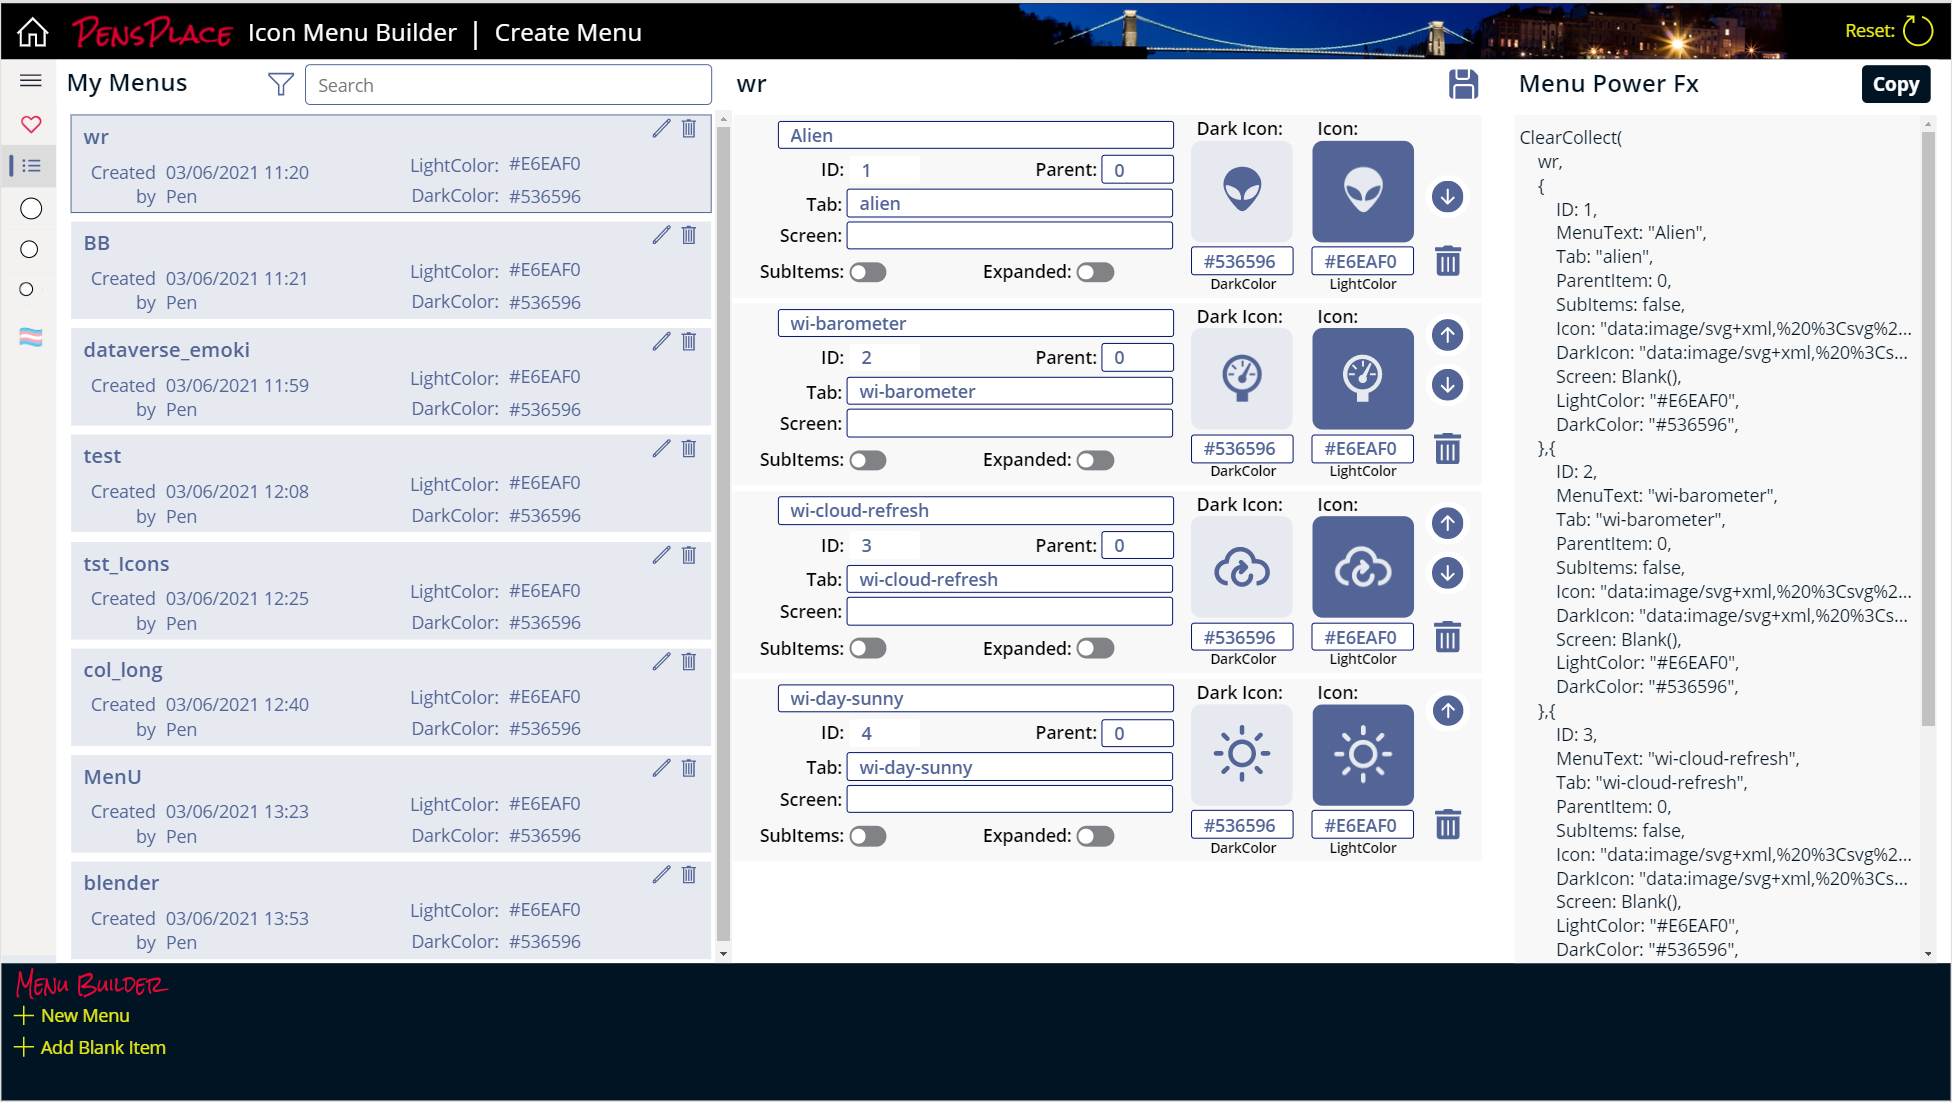 PensPlace Icon Menu Builder | Create Menu
Reset:
My Menus
Search
wr
Created 03/06/2021 11:20
by Pen
LightColor: #E6EAF0
DarkColor: #536596
BB
Created 03/06/2021 11:21
by Pen
LightColor: #E6EAF0
DarkColor: #536596
dataverse_emoki
Created 03/06/2021 11:59
by Pen
LightColor: #E6EAF0
DarkColor: #536596
test
Created 03/06/2021 12:08
by Pen
LightColor: #E6EAF0
DarkColor: #536596
tst_Icons
Created 03/06/2021 12:25
by Pen
LightColor: #E6EAF0
DarkColor: #536596
col_long
Created 03/06/2021 12:40
by Pen
LightColor: #E6EAF0
DarkColor: #536596
MenU
Created 03/06/2021 13:23
by Pen
LightColor: #E6EAF0
DarkColor: #536596
blender
Created 03/06/2021 13:53
by Pen
LightColor: #E6EAF0
DarkColor: #536596
wr
Alien
ID: 1 Parent: 0
Tab: alien
Screen:
SubItems: Expanded:
Dark Icon: Icon:
#536596 #E6EAF0
DarkColor LightColor
wi-barometer
ID: 2 Parent: 0
Tab: wi-barometer
Screen:
SubItems: Expanded:
Dark Icon: Icon:
#536596 #E6EAF0
DarkColor LightColor
wi-cloud-refresh
ID: 3 Parent: 0
Tab: wi-cloud-refresh
Screen:
SubItems: Expanded:
Dark Icon: Icon:
#536596 #E6EAF0
DarkColor LightColor
wi-day-sunny
ID: 4 Parent: 0
Tab: wi-day-sunny
Screen:
SubItems: Expanded:
Dark Icon: Icon:
#536596 #E6EAF0
DarkColor LightColor
Menu Power Fx
Copy
ClearCollect(
wr,
{
ID: 1,
MenuText: "Alien",
Tab: "alien",
ParentItem: 0,
SubItems: false,
Icon: "data:image/svg+xml,%20%3Csvg%2...
DarkIcon: "data:image/svg+xml,%20%3Cs...
Screen: Blank(),
LightColor: "#E6EAF0",
DarkColor: "#536596",
},{
ID: 2,
MenuText: "wi-barometer",
Tab: "wi-barometer",
ParentItem: 0,
SubItems: false,
Icon: "data:image/svg+xml,%20%3Csvg%2...
DarkIcon: "data:image/svg+xml,%20%3Cs...
Screen: Blank(),
LightColor: "#E6EAF0",
DarkColor: "#536596",
},{
ID: 3,
MenuText: "wi-cloud-refresh",
Tab: "wi-cloud-refresh",
ParentItem: 0,
SubItems: false,
Icon: "data:image/svg+xml,%20%3Csvg%2...
DarkIcon: "data:image/svg+xml,%20%3Cs...
Screen: Blank(),
LightColor: "#E6EAF0",
DarkColor: "#536596",
Menu Builder
New Menu
Add Blank Item